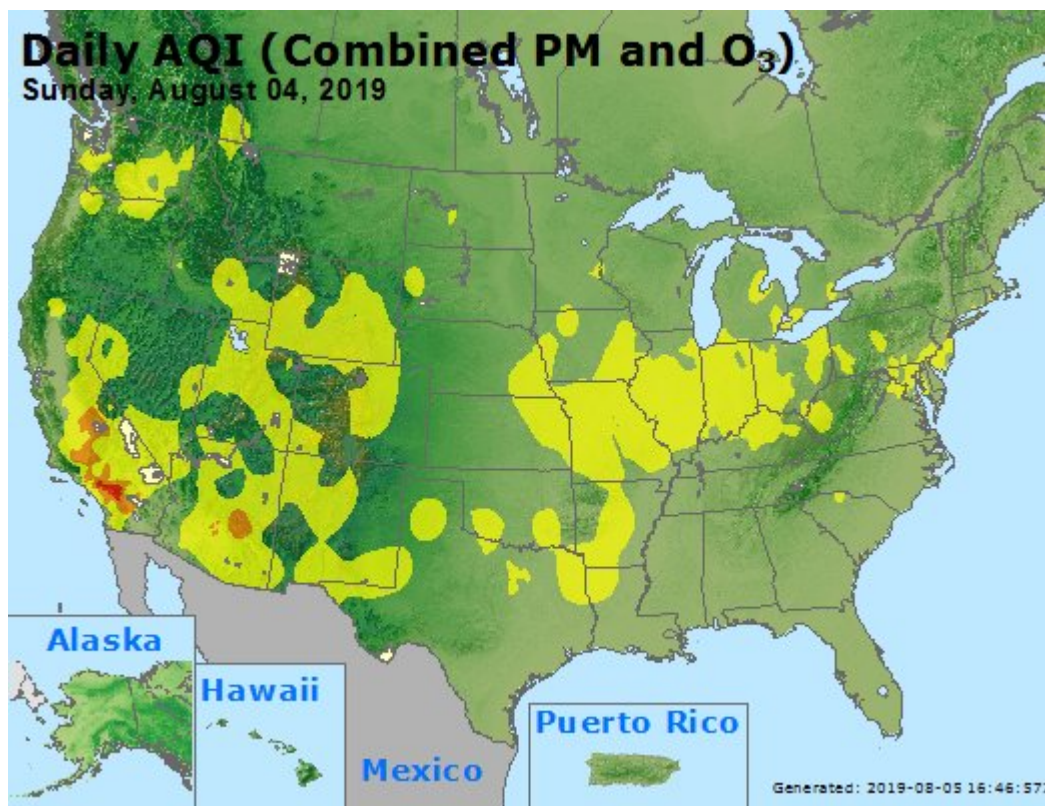 Daily AQI (Combined PM and O₃)
Sunday, August 04, 2019
Alaska
Hawaii
Puerto Rico
Mexico
Generated: 2019-08-05 16:46:57